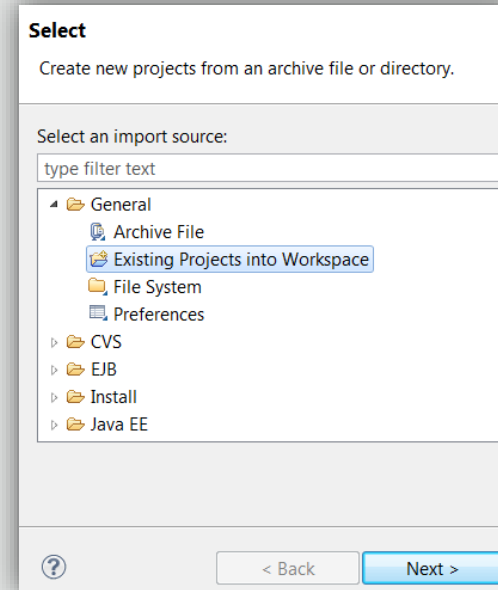 Select
Create new projects from an archive file or directory.
Select an import source:
type filter text
General
Archive File
Existing Projects into Workspace
File System
Preferences
CVS
EJB
Install
Java EE
?
< Back
Next >